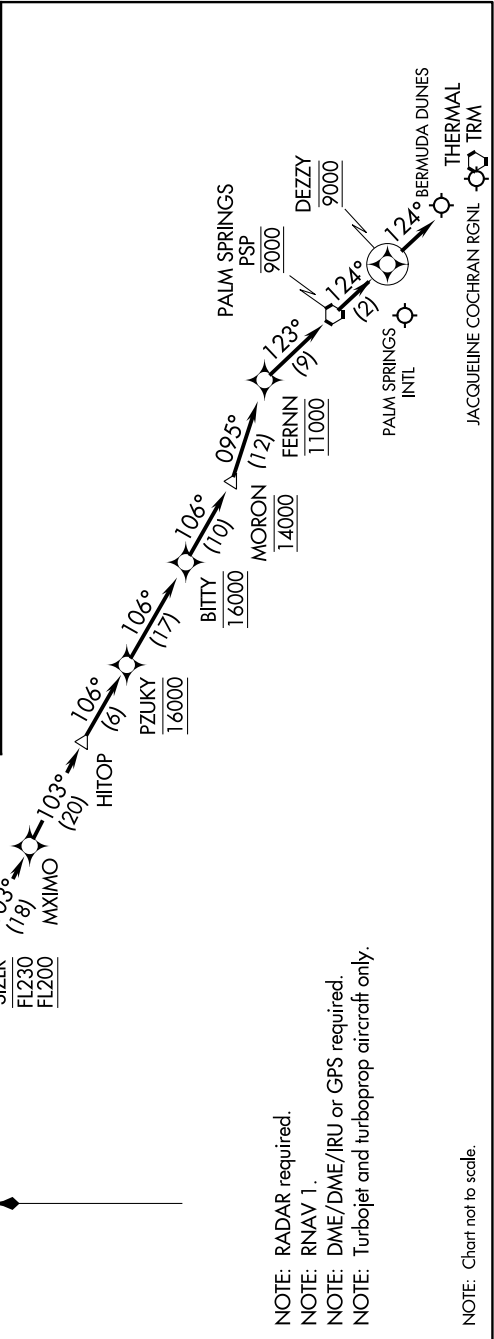 (18)
FL230
FL200
MXIMO
103°
(20)
HITOP
106°
(6)
PZUKY
16000
106°
(17)
BITTY
16000
106°
(10)
MORON
14000
095°
(12)
FERNN
11000
123°
(9)
PALM SPRINGS
PSP
9000
124°
(2)
DEZZY
9000
124°
PALM SPRINGS
INTL
BERMUDA DUNES
THERMAL
TRM
JACQUELINE COCHRAN RGNL
NOTE: RADAR required.
NOTE: RNAV 1.
NOTE: DME/DME/IRU or GPS required.
NOTE: Turbojet and turboprop aircraft only.
NOTE: Chart not to scale.